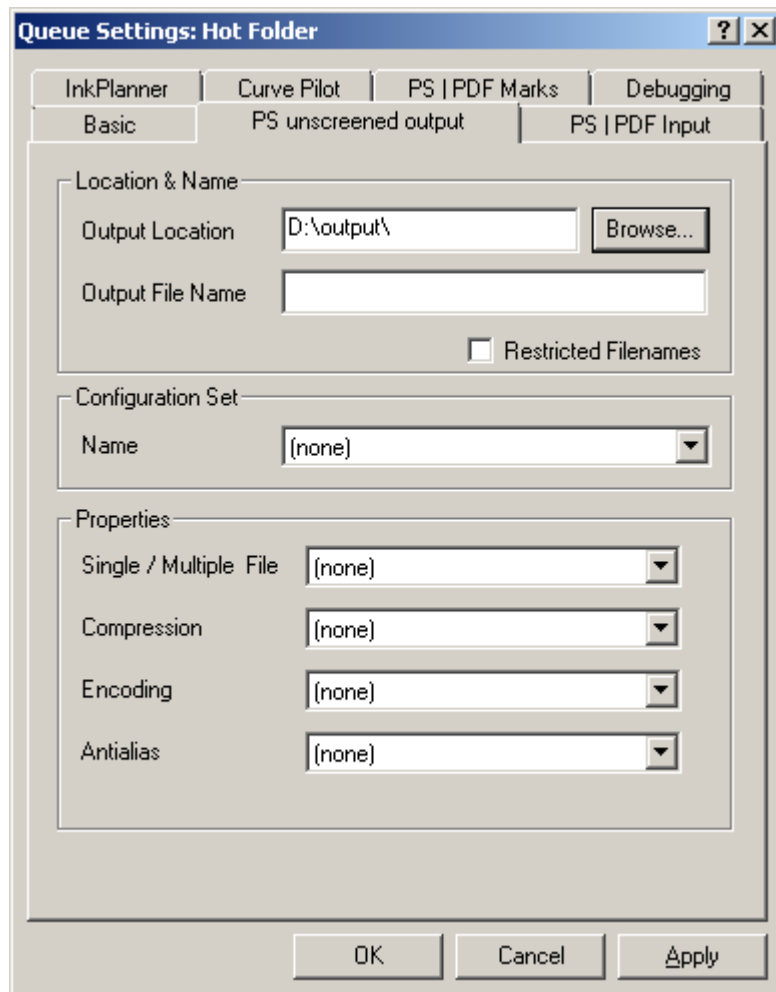 Queue Settings: Hot Folder
InkPlanner Curve Pilot PS | PDF Marks Debugging
Basic PS unscreened output PS | PDF Input
Location & Name
Output Location D:\output\ Browse...
Output File Name
Restricted Filenames
Configuration Set
Name (none)
Properties
Single / Multiple File (none)
Compression (none)
Encoding (none)
Antialias (none)
OK Cancel Apply